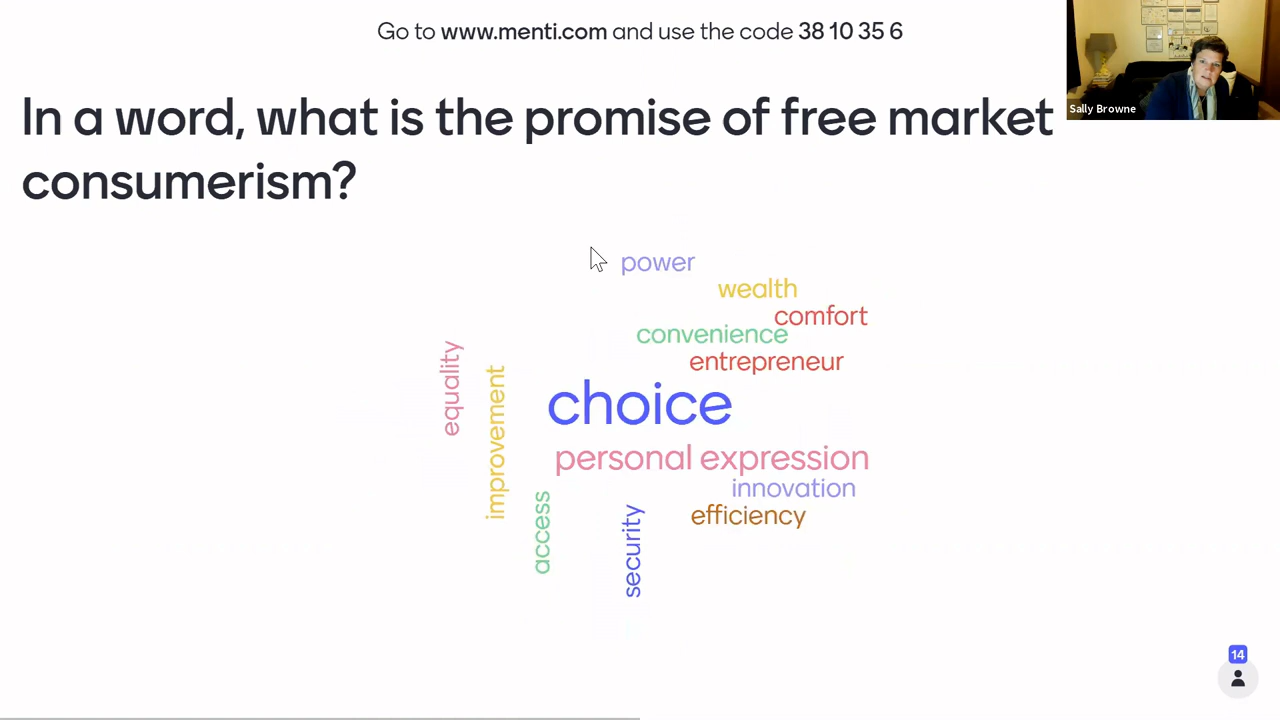 Go to www.menti.com and use the code 38 10 35 6
Sally Browne
In a word, what is the promise of free market
consumerism?
power
wealth
comfort
convenience
entrepreneur
equality
improvement
choice
personal expression
innovation
efficiency
access
security
14